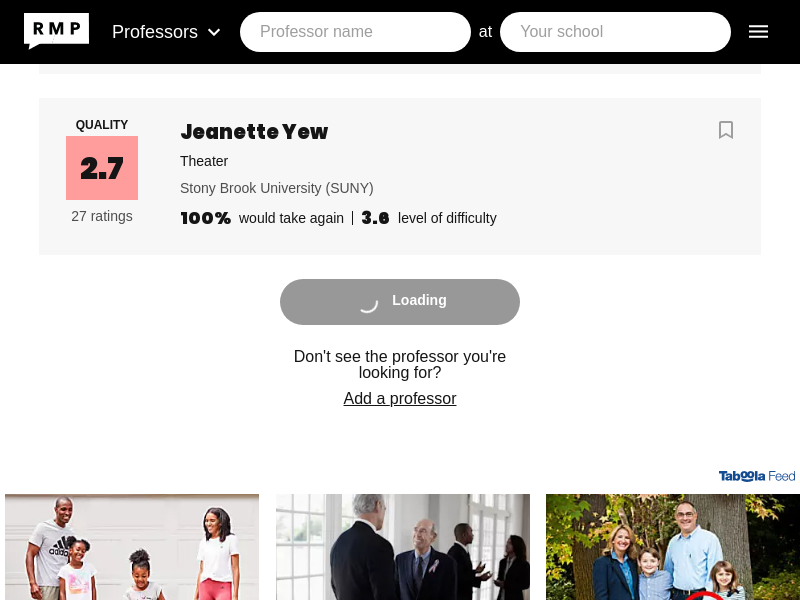 RMP
Professors
Professor name
at
Your school
QUALITY
2.7
27 ratings
Jeanette Yew
Theater
Stony Brook University (SUNY)
100% would take again | 3.6 level of difficulty
Loading
Don't see the professor you're
looking for?
Add a professor
Taboola Feed
adidas